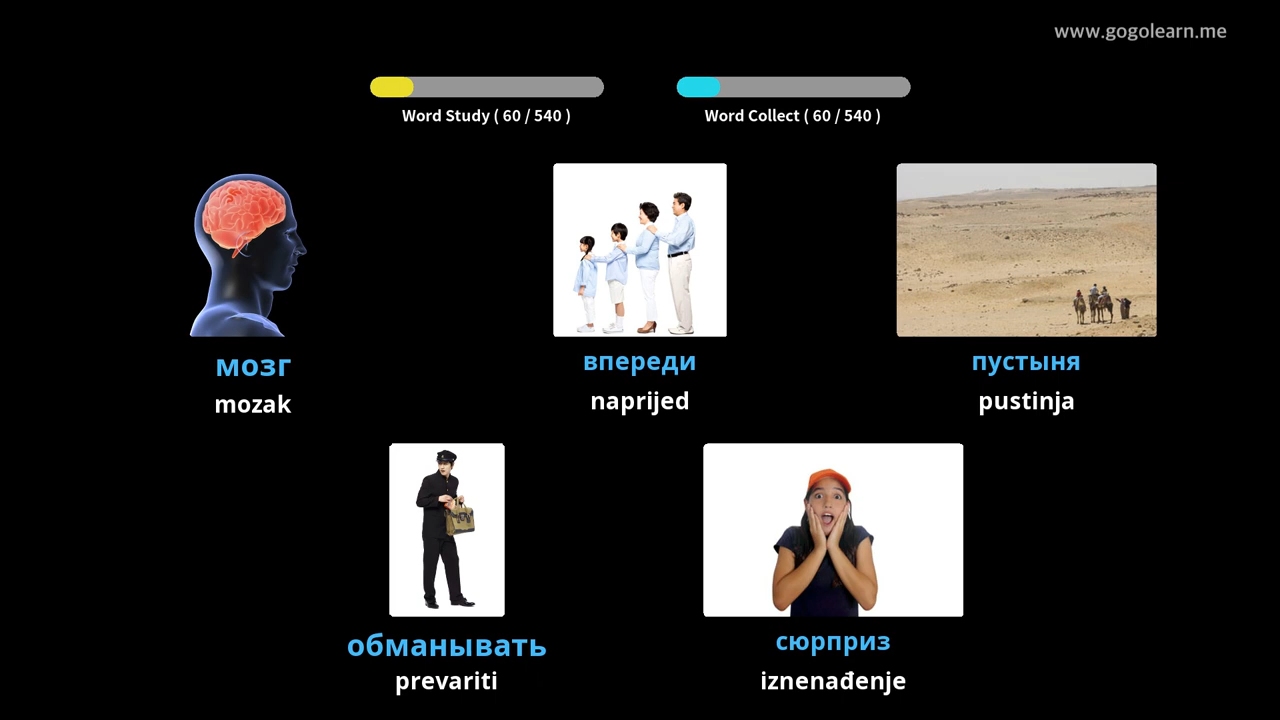 www.gogolearn.me
Word Study ( 60 / 540 )
Word Collect ( 60 / 540 )
мозг
mozak
впереди
naprijed
пустыня
pustinja
обманывать
prevariti
сюрприз
iznenađenje